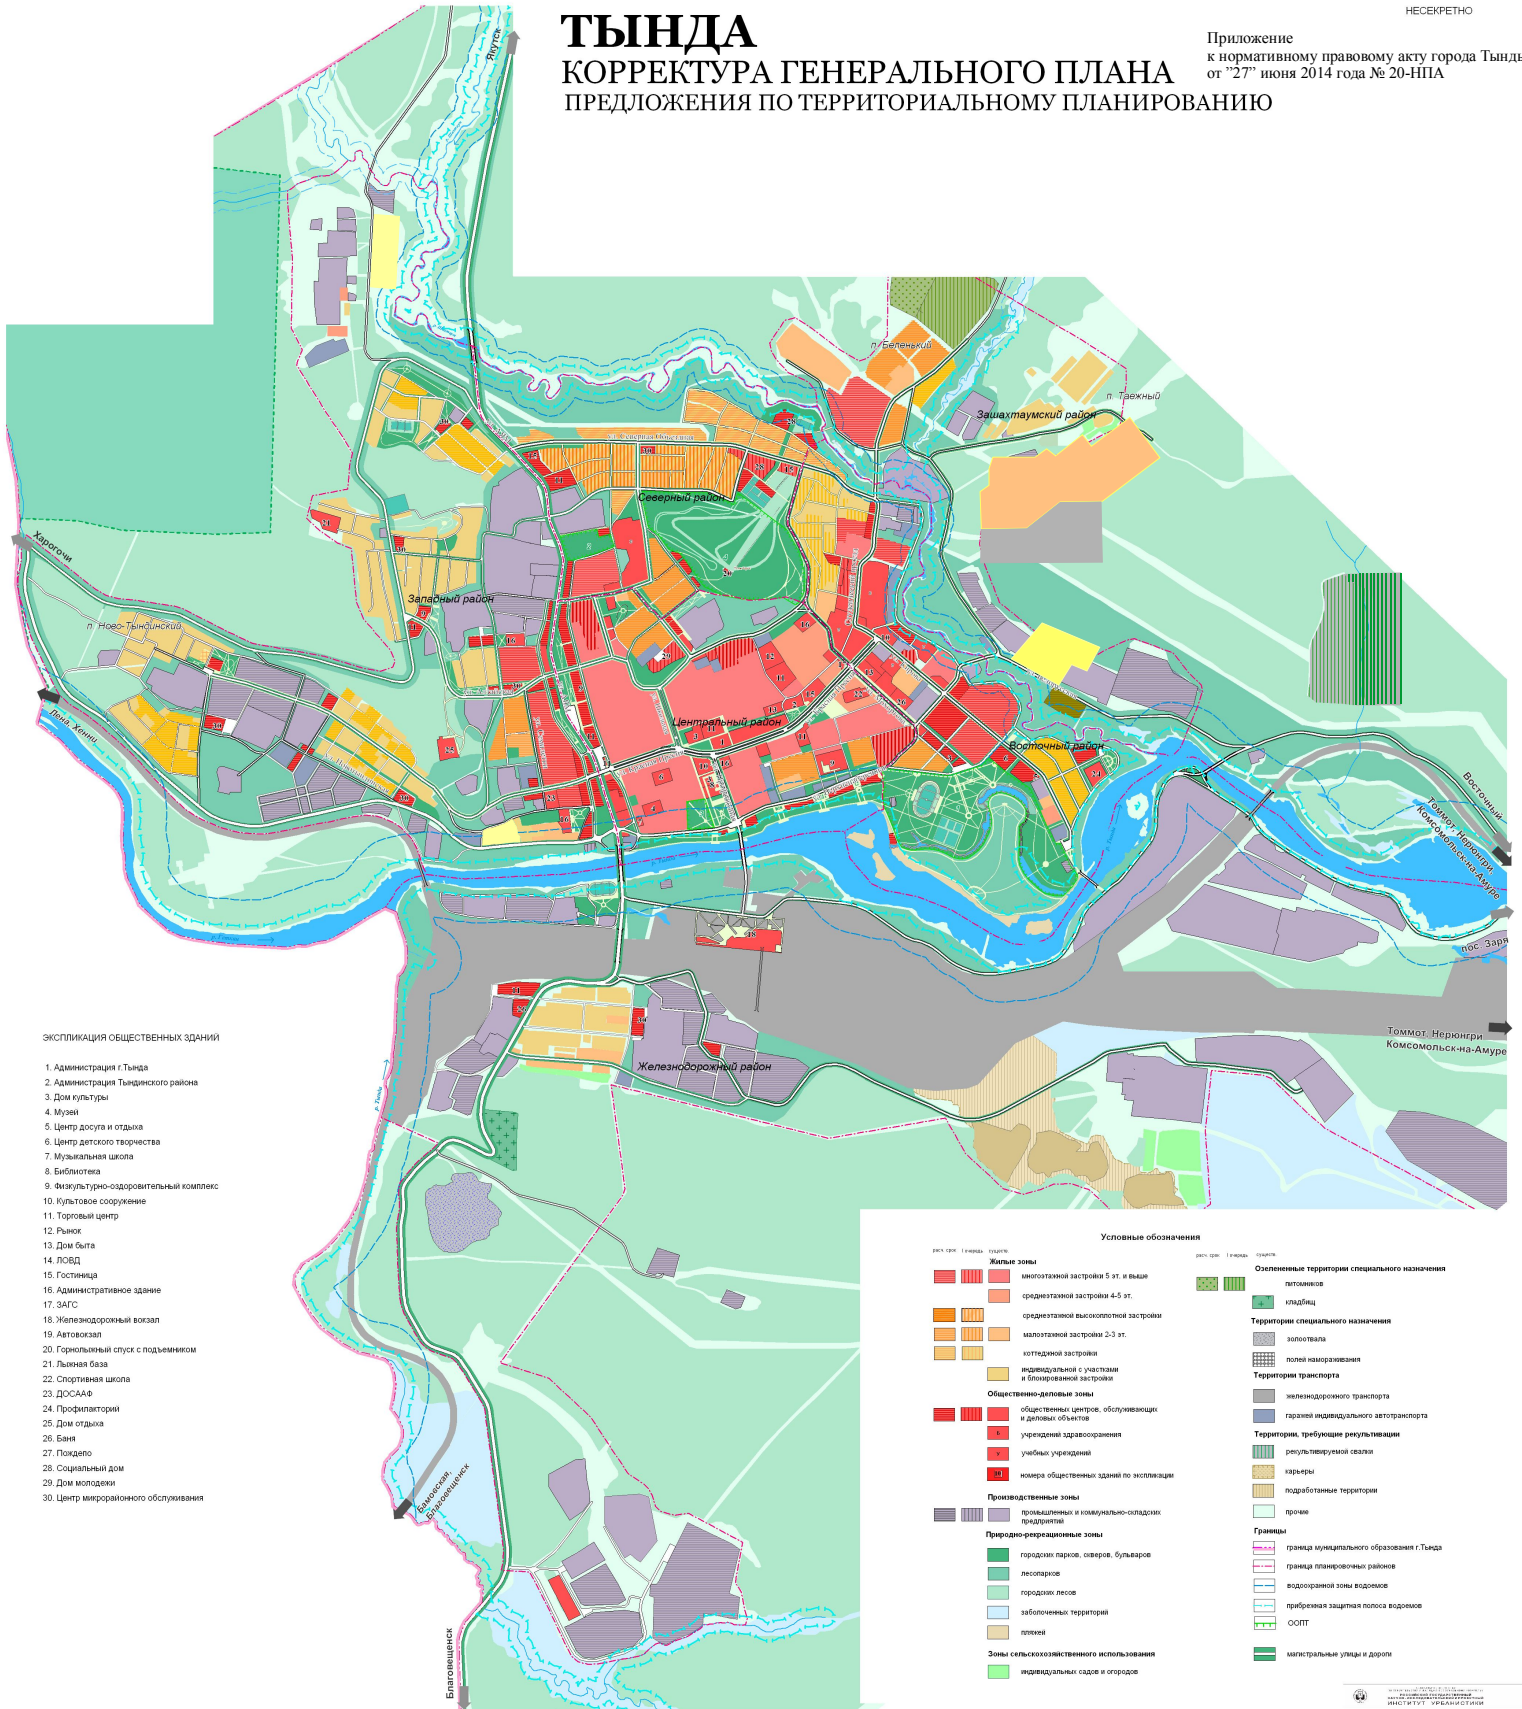 НЕСЕКРЕТНО
ТЫНДА
КОРРЕКТУРА ГЕНЕРАЛЬНОГО ПЛАНА
ПРЕДЛОЖЕНИЯ ПО ТЕРРИТОРИАЛЬНОМУ ПЛАНИРОВАНИЮ
Приложение
к нормативному правовому акту города Тынды
от "27" июня 2014 года № 20-НПА
Якутск
п. Беленький
п. Таежный
Зашахтаумский район
ул. Северная Объездная
Северный район
Харогочи
Западный район
п. Ново-Тындинский
Лена, Хенни
Центральный район
Восточный район
Восточный
Томмот, Нерюнгри,
Комсомольск-на-Амуре
пос. Заря
Томмот, Нерюнгри
Комсомольск-на-Амуре
Железнодорожный район
р. Тында
Бамовская,
Благовещенск
Благовещенск
ЭКСПЛИКАЦИЯ ОБЩЕСТВЕННЫХ ЗДАНИЙ
1. Администрация г.Тында
2. Администрация Тындинского района
3. Дом культуры
4. Музей
5. Центр досуга и отдыха
6. Центр детского творчества
7. Музыкальная школа
8. Библиотека
9. Физкультурно-оздоровительный комплекс
10. Культовое сооружение
11. Торговый центр
12. Рынок
13. Дом быта
14. ЛОВД
15. Гостиница
16. Административное здание
17. ЗАГС
18. Железнодорожный вокзал
19. Автовокзал
20. Горнолыжный спуск с подъемником
21. Лыжная база
22. Спортивная школа
23. ДОСААФ
24. Профилакторий
25. Дом отдыха
26. Баня
27. Пождепо
28. Социальный дом
29. Дом молодежи
30. Центр микрорайонного обслуживания
Условные обозначения
расч. срок I очередь существ.
Жилые зоны
многоэтажной застройки 5 эт. и выше
среднеэтажной застройки 4-5 эт.
среднеэтажной высокоплотной застройки
малоэтажной застройки 2-3 эт.
коттеджной застройки
индивидуальной с участками
и блокированной застройки
Общественно-деловые зоны
общественных центров, обслуживающих
и деловых объектов
учреждений здравоохранения
учебных учреждений
номера общественных зданий по экспликации
Производственные зоны
промышленных и коммунально-складских
предприятий
Природно-рекреационные зоны
городских парков, скверов, бульваров
лесопарков
городских лесов
заболоченных территорий
пляжей
Зоны сельскохозяйственного использования
индивидуальных садов и огородов
расч. срок I очередь существ.
Озелененные территории специального назначения
питомников
кладбищ
Территории специального назначения
золоотвала
полей намораживания
Территории транспорта
железнодорожного транспорта
гаражей индивидуального автотранспорта
Территории, требующие рекультивации
рекультивируемой свалки
карьеры
подработанные территории
прочие
Границы
граница муниципального образования г.Тында
граница планировочных районов
водоохранной зоны водоемов
прибрежная защитная полоса водоемов
ООПТ
магистральные улицы и дороги
ИНСТИТУТ УРБАНИСТИКИ